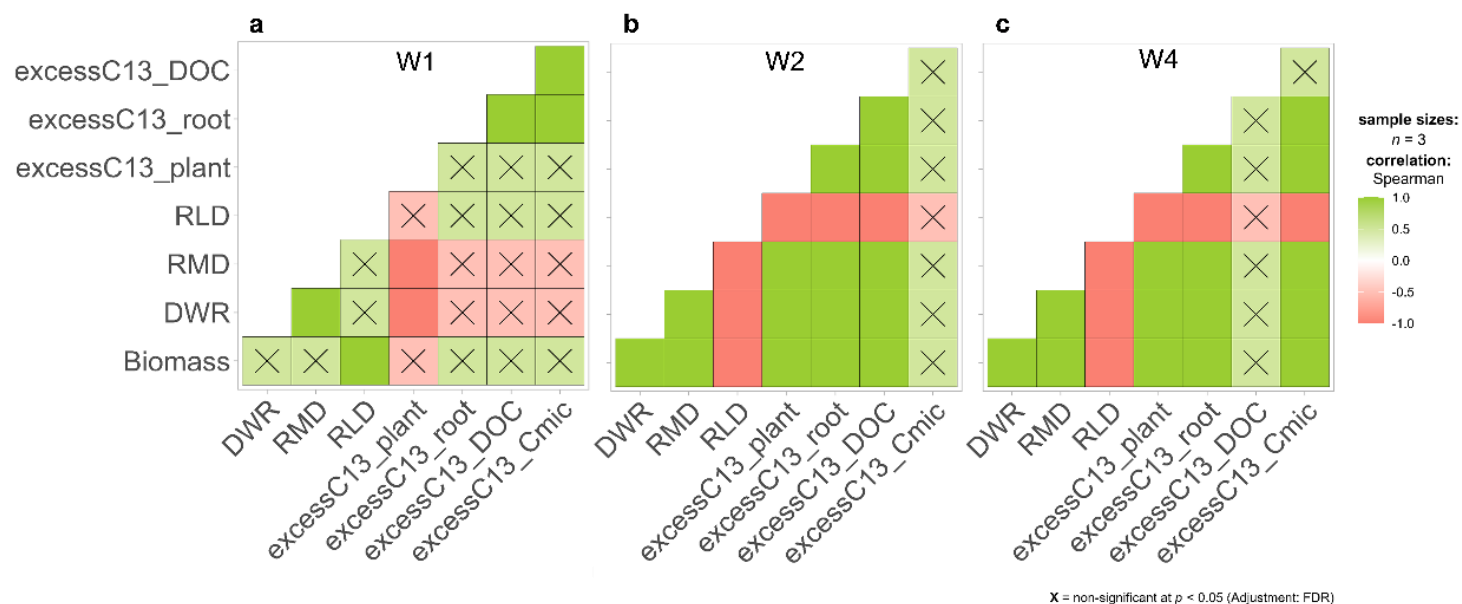 a
W1
b
W2
c
W4
excessC13_DOC
excessC13_root
excessC13_plant
RLD
RMD
DWR
Biomass
DWR
RMD
RLD
excessC13_plant
excessC13_root
excessC13_DOC
excessC13_Cmic
DWR
RMD
RLD
excessC13_plant
excessC13_root
excessC13_DOC
excessC13_Cmic
DWR
RMD
RLD
excessC13_plant
excessC13_root
excessC13_DOC
excessC13_Cmic
sample sizes:
n = 3
correlation:
Spearman
1.0
0.5
0.0
-0.5
-1.0
X = non-significant at p < 0.05 (Adjustment: FDR)